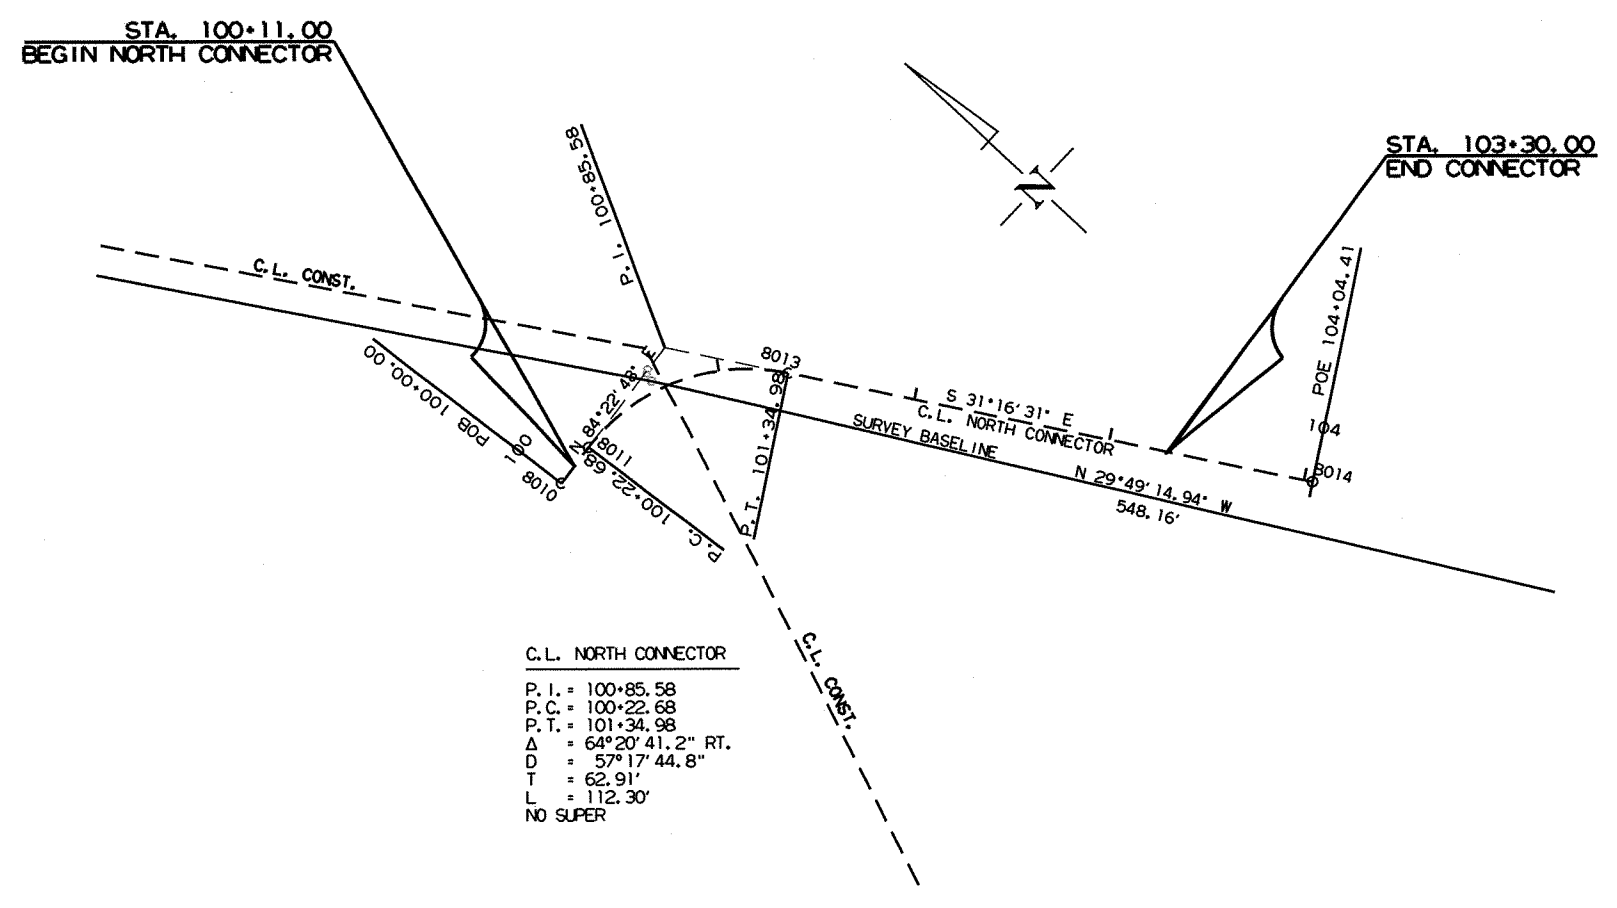 STA. 100+11.00
BEGIN NORTH CONNECTOR
P.I. 100+85.58
N
STA. 103+30.00
END CONNECTOR
C.L. CONST.
POE 104+04.41
POB 100+00.00
100
8010
8011
P.C. 100+22.68
N 84°22'48" E
8013
P.T. 101+34.98
S 31°16'31" E
C.L. NORTH CONNECTOR
SURVEY BASELINE
N 29°49'14.94" W
548.16'
104
8014
C.L. CONST.
C.L. NORTH CONNECTOR
P.I. = 100+85.58
P.C. = 100+22.68
P.T. = 101+34.98
Δ = 64°20'41.2" RT.
D = 57°17'44.8"
T = 62.91'
L = 112.30'
NO SUPER